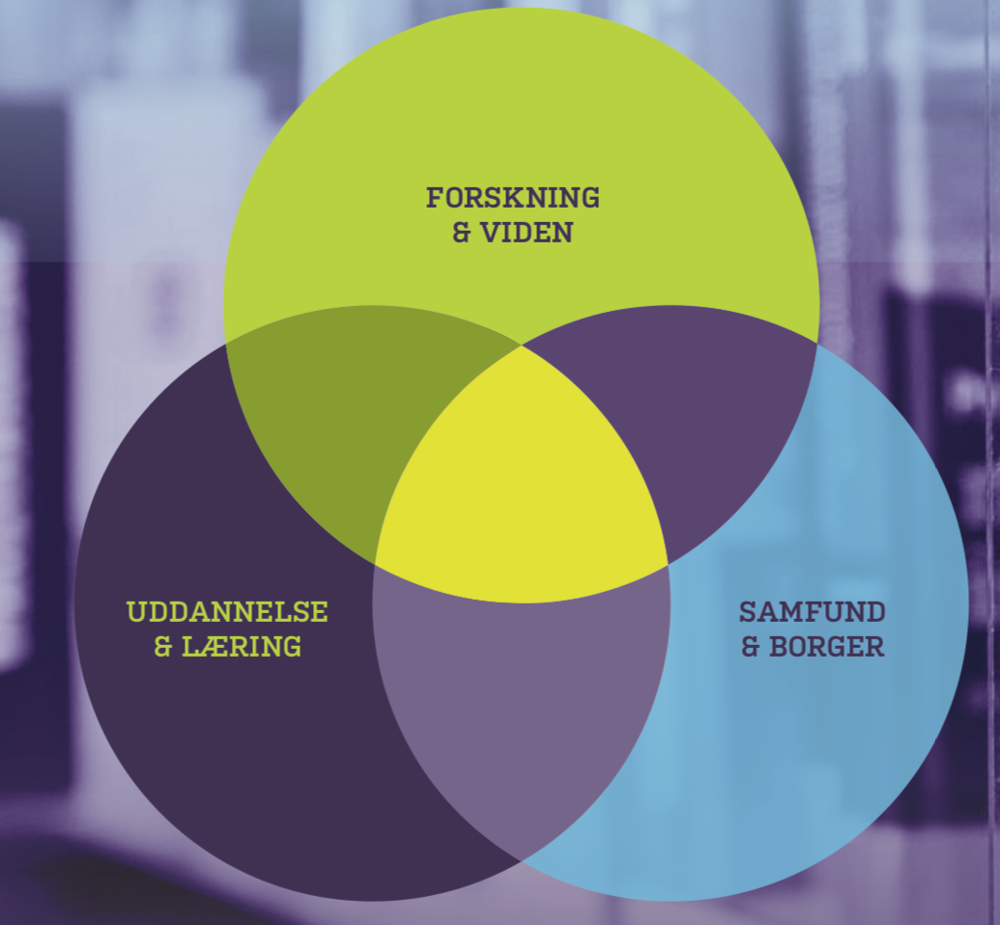 FORSKNING
& VIDEN
UDDANNELSE
& LÆRING
SAMFUND
& BORGER